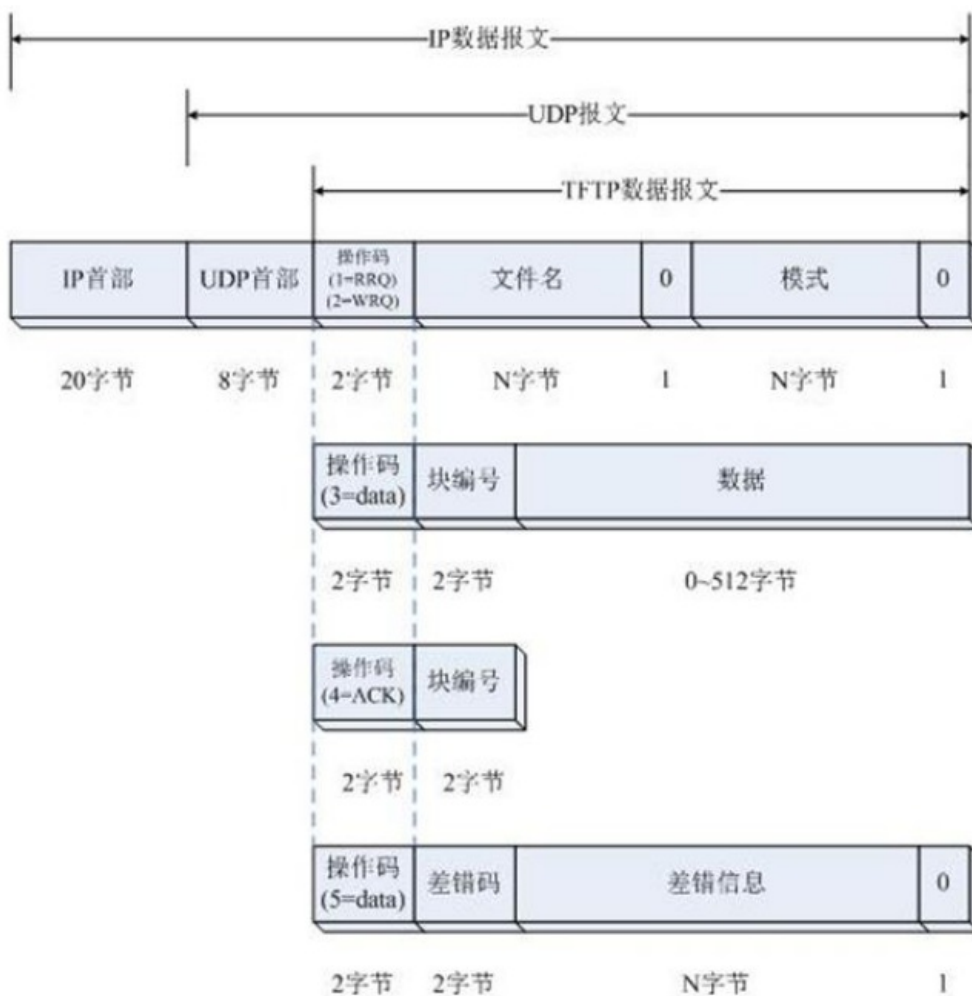 IP数据报文
UDP报文
TFTP数据报文
IP首部 UDP首部 操作码 (1=RRQ) (2=WRQ) 文件名 0 模式 0
20字节 8字节 2字节 N字节 1 N字节 1
操作码 (3=data) 块编号 数据
2字节 2字节 0~512字节
操作码 (4=ACK) 块编号
2字节 2字节
操作码 (5=data) 差错码 差错信息 0
2字节 2字节 N字节 1